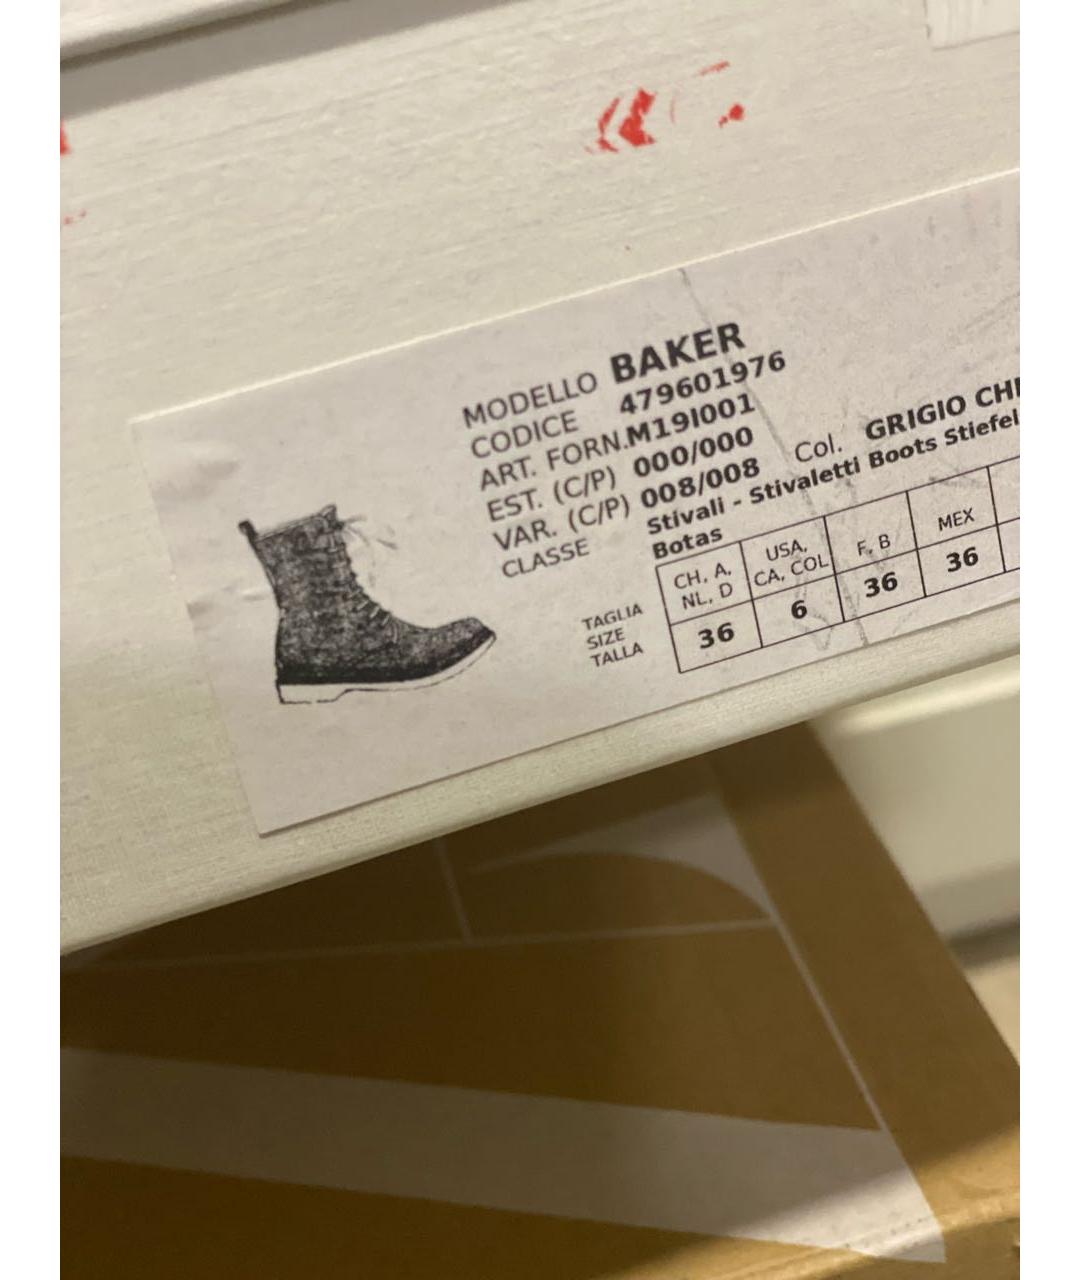 MODELLO BAKER
CODICE 479601976
ART. FORN. M19I001
EST. (C/P) 000/000
VAR. (C/P) 008/008 Col. GRIGIO
CLASSE Stivali - Stivaletti Boots Stiefel
Botas
TAGLIA
SIZE
TALLA
CH, A,
NL, D
USA,
CA, COL
F, B
MEX
36
6
36
36